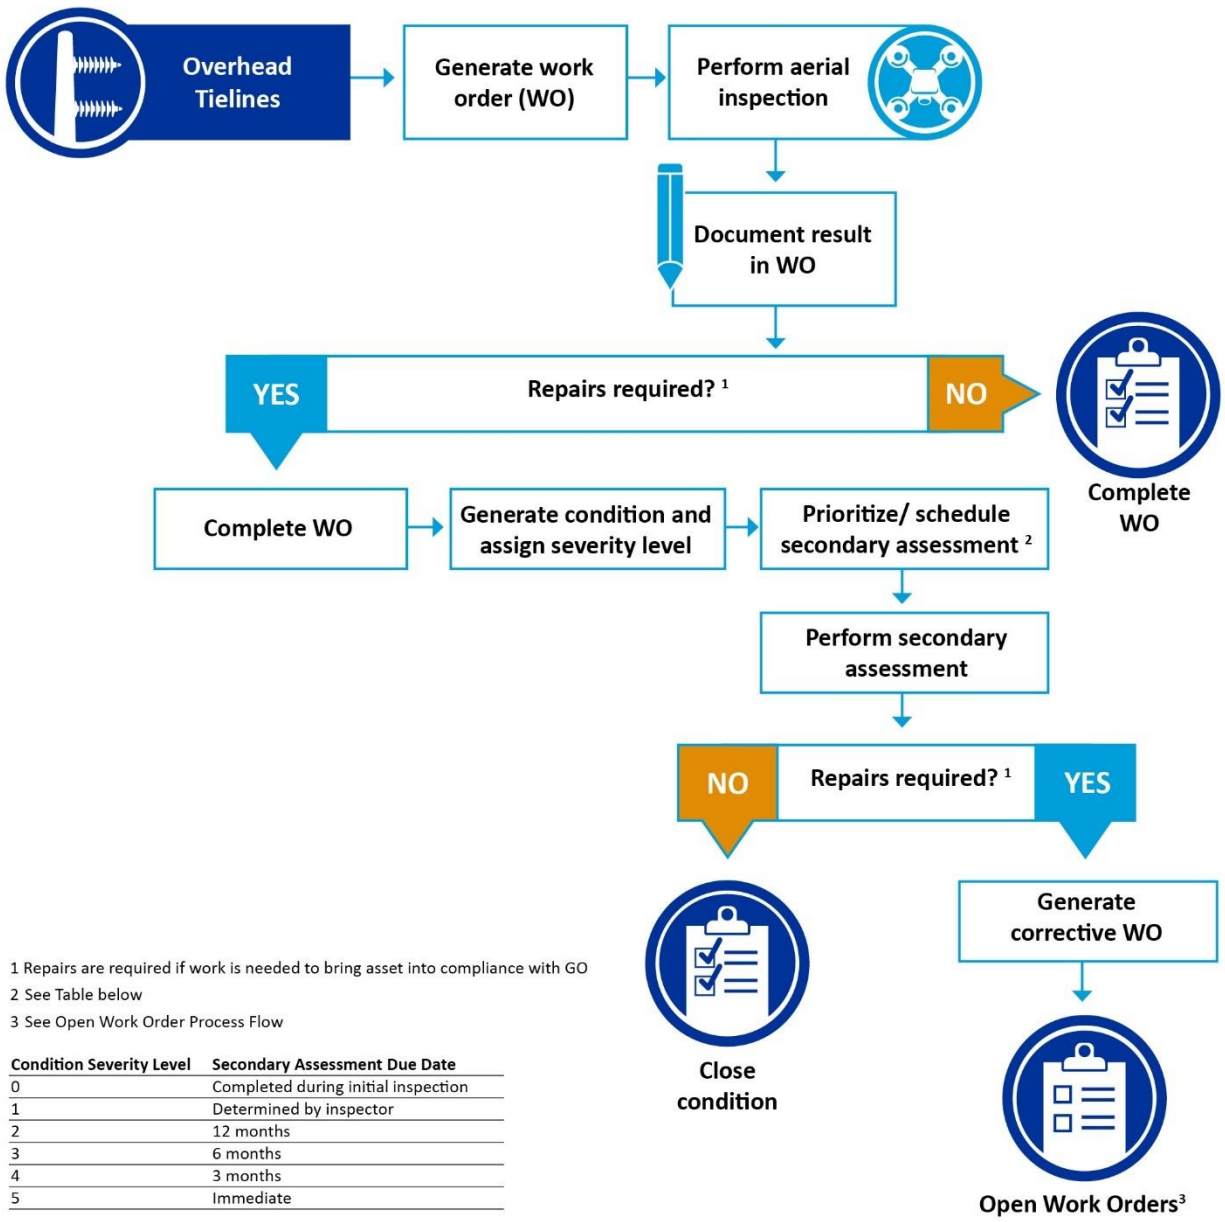 Overhead
Tielines
Generate work
order (WO)
Perform aerial
inspection
Document result
in WO
YES
Repairs required? 1
NO
Complete
WO
Complete WO
Generate condition and
assign severity level
Prioritize/ schedule
secondary assessment 2
Perform secondary
assessment
NO
Repairs required? 1
YES
Close
condition
Generate
corrective WO
Open Work Orders3
1 Repairs are required if work is needed to bring asset into compliance with GO
2 See Table below
3 See Open Work Order Process Flow
Condition Severity Level Secondary Assessment Due Date
0 Completed during initial inspection
1 Determined by inspector
2 12 months
3 6 months
4 3 months
5 Immediate